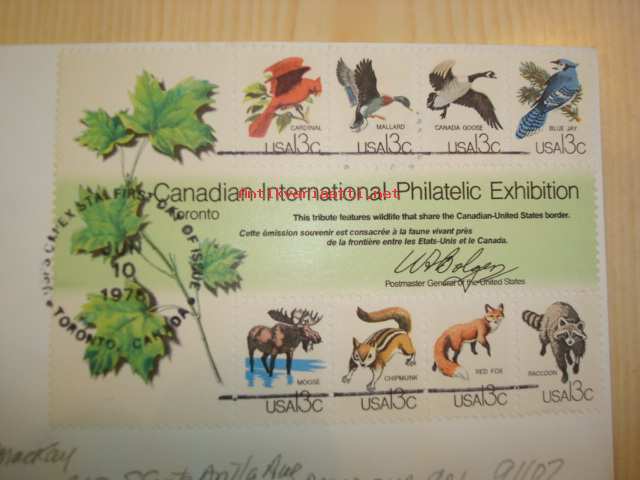 CARDINAL
USA13c
MALLARD
USA13c
CANADA GOOSE
USA13c
BLUE JAY
USA13c
Canadian International Philatelic Exhibition
Toronto
This tribute features wildlife that share the Canadian-United States border.
Cette émission souvenir est consacrée à la faune vivant près
de la frontière entre les Etats-Unis et le Canada.
Postmaster General of the United States
CAPEX STA. FIRST DAY OF ISSUE
JUN
10
1978
TORONTO, CANADA
MOOSE
USA13c
CHIPMUNK
USA13c
RED FOX
USA13c
RACCOON
USA13c
MacKay
Ave 91107